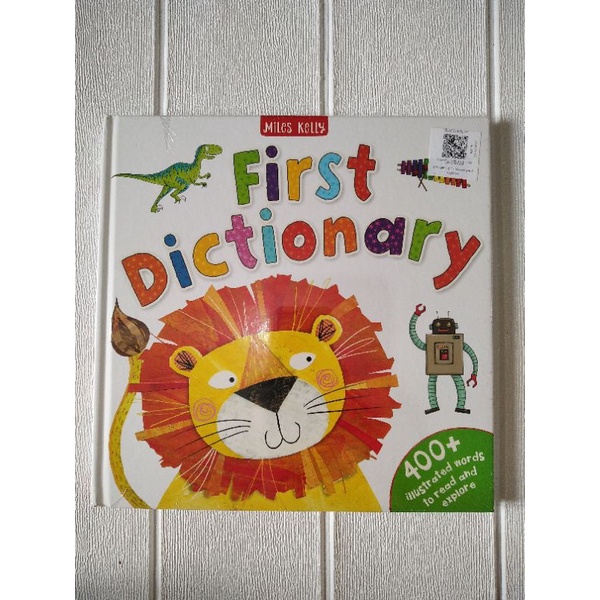 Miles Kelly
First
Dictionary
400+
illustrated words
to read and
explore